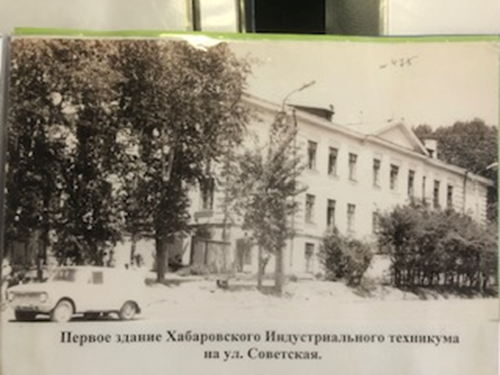 Первое здание Хабаровского Индустриального техникума
на ул. Советская.